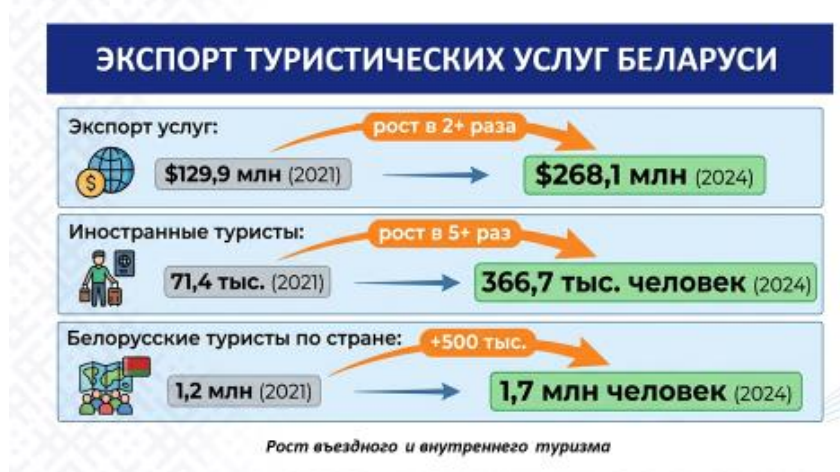 ЭКСПОРТ ТУРИСТИЧЕСКИХ УСЛУГ БЕЛАРУСИ
Экспорт услуг:
рост в 2+ раза
$129,9 млн (2021)
$268,1 млн (2024)
Иностранные туристы:
рост в 5+ раз
71,4 тыс. (2021)
366,7 тыс. человек (2024)
Белорусские туристы по стране:
+500 тыс.
1,2 млн (2021)
1,7 млн человек (2024)
Рост въездного и внутреннего туризма